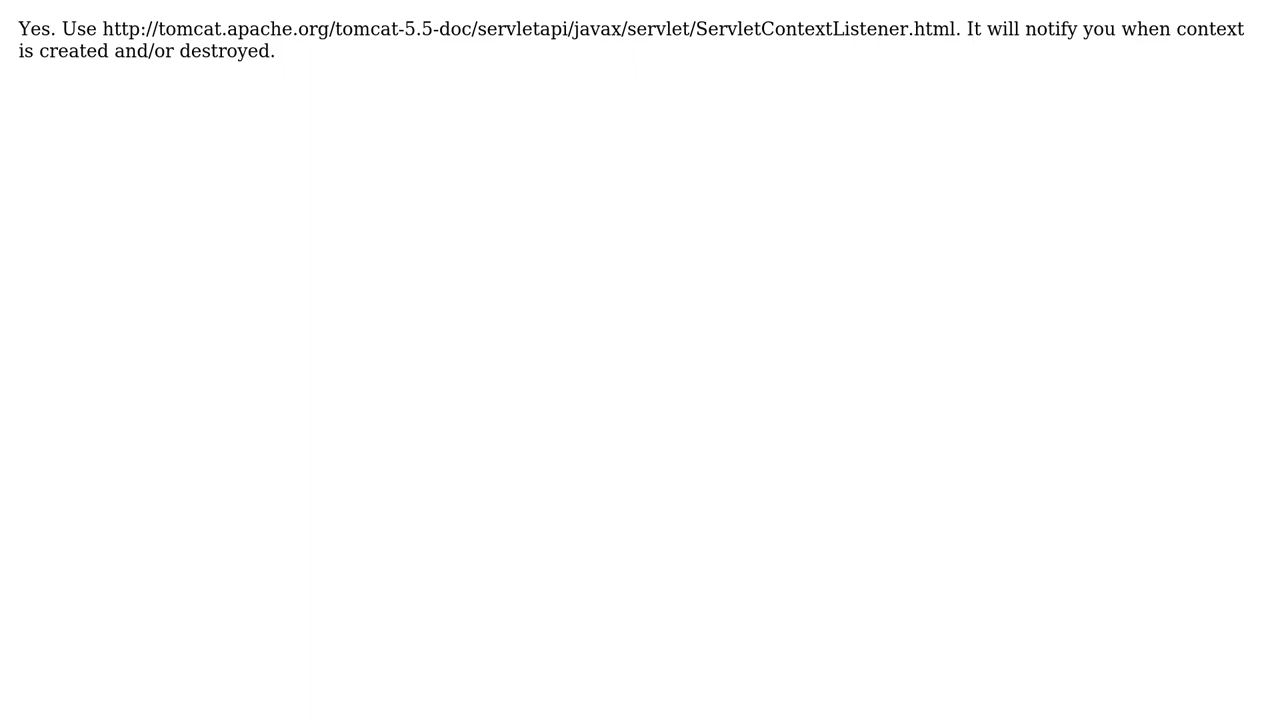 Yes. Use http://tomcat.apache.org/tomcat-5.5-doc/servletapi/javax/servlet/ServletContextListener.html. It will notify you when context
is created and/or destroyed.